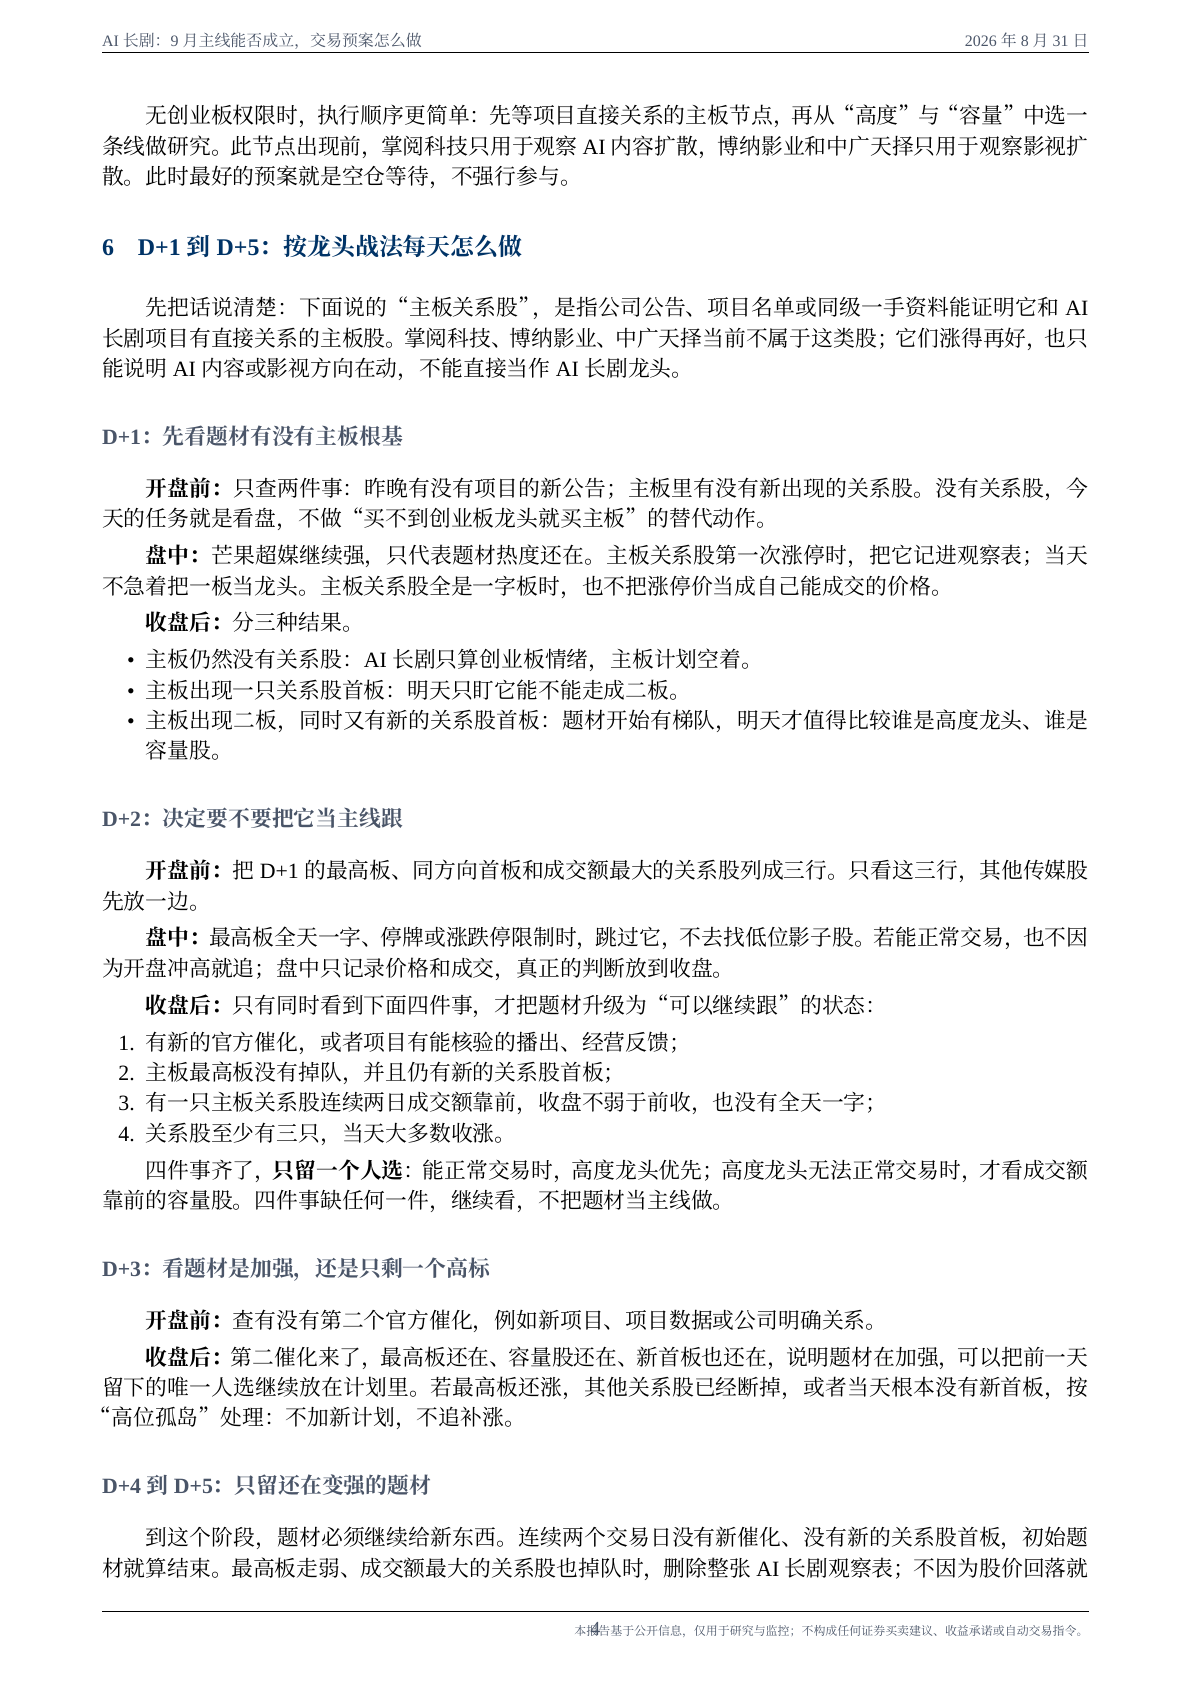 AI 长剧：9 月主线能否成立，交易预案怎么做
2026 年 8 月 31 日
无创业板权限时，执行顺序更简单：先等项目直接关系的主板节点，再从“高度”与“容量”中选一
条线做研究。此节点出现前，掌阅科技只用于观察 AI 内容扩散，博纳影业和中广天择只用于观察影视扩
散。此时最好的预案就是空仓等待，不强行参与。
6 D+1 到 D+5：按龙头战法每天怎么做
先把话说清楚：下面说的“主板关系股”，是指公司公告、项目名单或同级一手资料能证明它和 AI
长剧项目有直接关系的主板股。掌阅科技、博纳影业、中广天择当前不属于这类股；它们涨得再好，也只
能说明 AI 内容或影视方向在动，不能直接当作 AI 长剧龙头。
D+1：先看题材有没有主板根基
开盘前：只查两件事：昨晚有没有项目的新公告；主板里有没有新出现的关系股。没有关系股，今
天的任务就是看盘，不做“买不到创业板龙头就买主板”的替代动作。
盘中：芒果超媒继续强，只代表题材热度还在。主板关系股第一次涨停时，把它记进观察表；当天
不急着把一板当龙头。主板关系股全是一字板时，也不把涨停价当成自己能成交的价格。
收盘后：分三种结果。
• 主板仍然没有关系股：AI 长剧只算创业板情绪，主板计划空着。
• 主板出现一只关系股首板：明天只盯它能不能走成二板。
• 主板出现二板，同时又有新的关系股首板：题材开始有梯队，明天才值得比较谁是高度龙头、谁是
容量股。
D+2：决定要不要把它当主线跟
开盘前：把 D+1 的最高板、同方向首板和成交额最大的关系股列成三行。只看这三行，其他传媒股
先放一边。
盘中：最高板全天一字、停牌或涨跌停限制时，跳过它，不去找低位影子股。若能正常交易，也不因
为开盘冲高就追；盘中只记录价格和成交，真正的判断放到收盘。
收盘后：只有同时看到下面四件事，才把题材升级为“可以继续跟”的状态：
1. 有新的官方催化，或者项目有能核验的播出、经营反馈；
2. 主板最高板没有掉队，并且仍有新的关系股首板；
3. 有一只主板关系股连续两日成交额靠前，收盘不弱于前收，也没有全天一字；
4. 关系股至少有三只，当天大多数收涨。
四件事齐了，只留一个人选：能正常交易时，高度龙头优先；高度龙头无法正常交易时，才看成交额
靠前的容量股。四件事缺任何一件，继续看，不把题材当主线做。
D+3：看题材是加强，还是只剩一个高标
开盘前：查有没有第二个官方催化，例如新项目、项目数据或公司明确关系。
收盘后：第二催化来了，最高板还在、容量股还在、新首板也还在，说明题材在加强，可以把前一天
留下的唯一人选继续放在计划里。若最高板还涨，其他关系股已经断掉，或者当天根本没有新首板，按
“高位孤岛”处理：不加新计划，不追补涨。
D+4 到 D+5：只留还在变强的题材
到这个阶段，题材必须继续给新东西。连续两个交易日没有新催化、没有新的关系股首板，初始题
材就算结束。最高板走弱、成交额最大的关系股也掉队时，删除整张 AI 长剧观察表；不因为股价回落就
4
本报告基于公开信息，仅用于研究与监控；不构成任何证券买卖建议、收益承诺或自动交易指令。